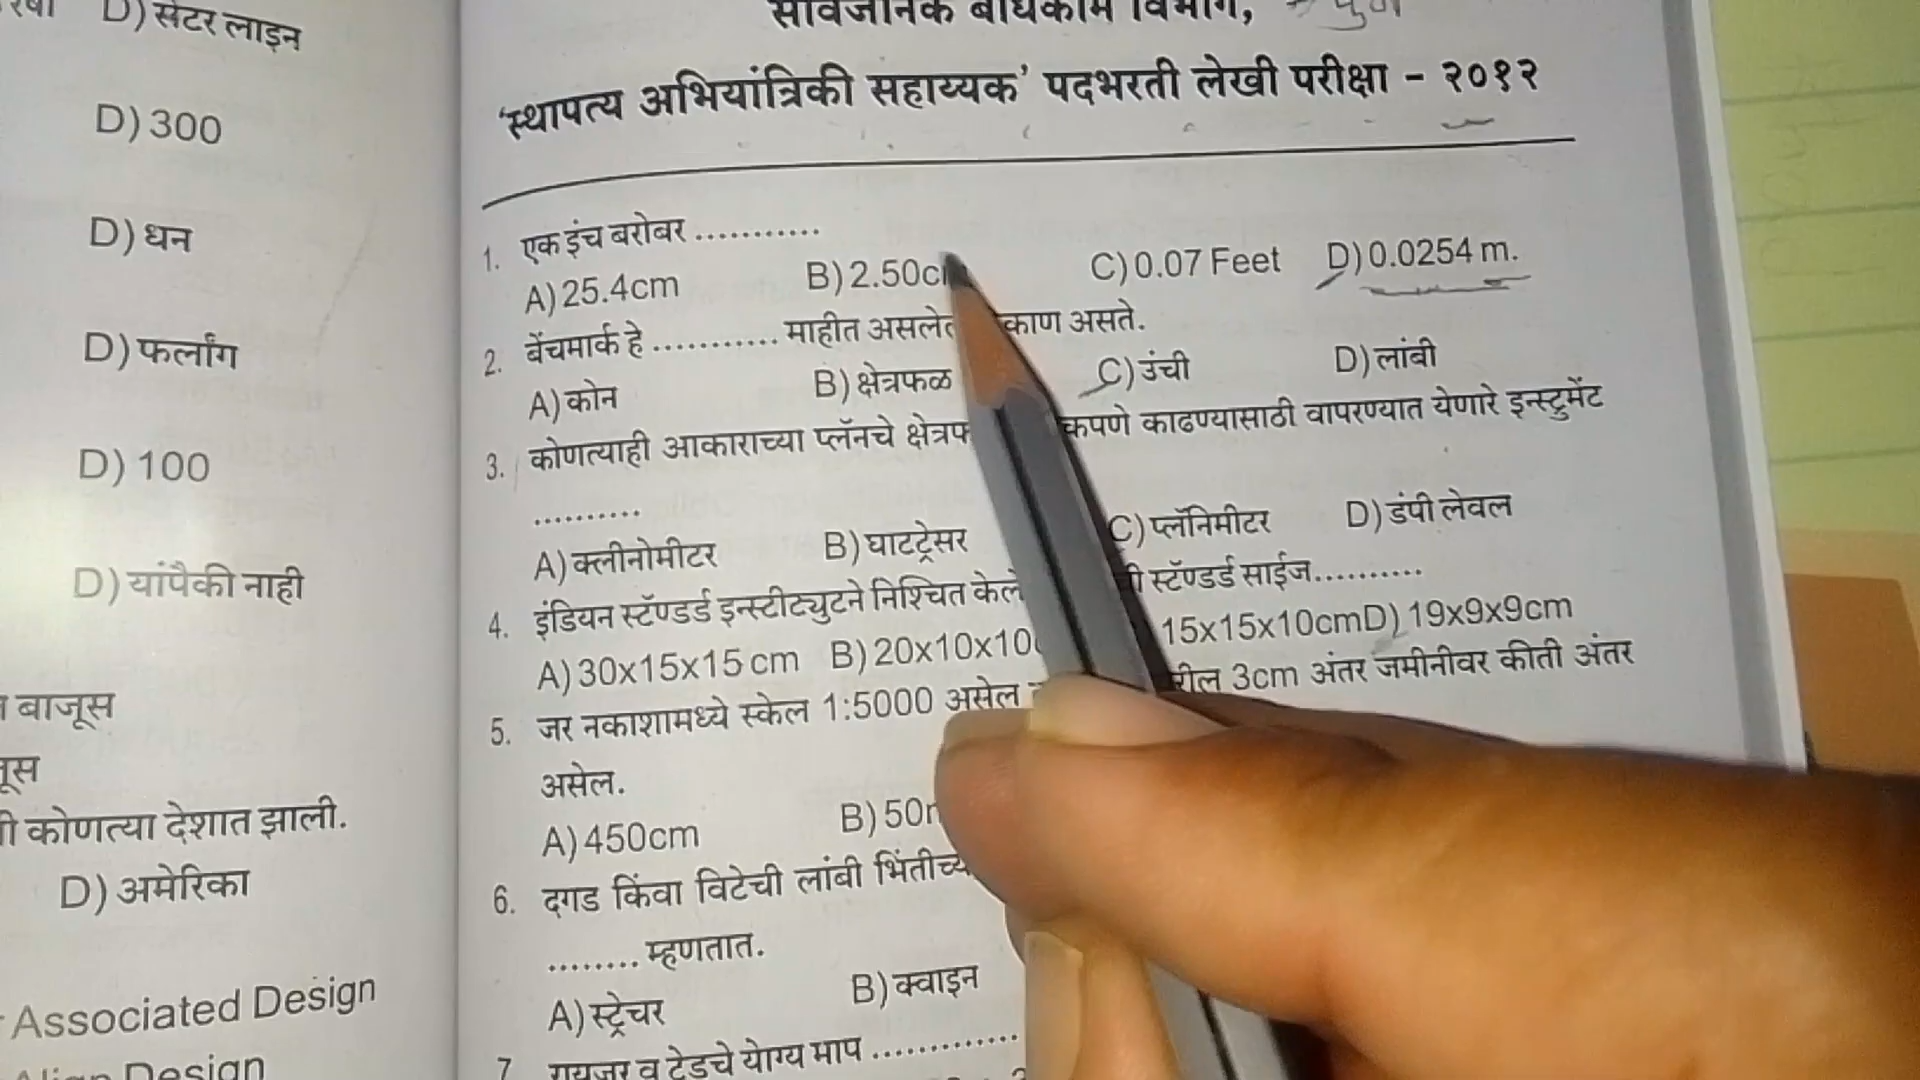 D) सेंटर लाइन
D) 300
D) धन
D) फर्लांग
D) 100
D) यांपैकी नाही
बाजूस
कोणत्या देशात झाली.
D) अमेरिका
Associated Design
Design
सार्वजनिक बांधकाम विभाग,
'स्थापत्य अभियांत्रिकी सहाय्यक' पदभरती लेखी परीक्षा - २०१२
1. एक इंच बरोबर ...........
A) 25.4cm B) 2.50c C) 0.07 Feet D) 0.0254 m.
2. बेंचमार्क हे ........... माहीत असलेल असते.
A) कोन B) क्षेत्रफळ C) उंची D) लांबी
3. कोणत्याही आकाराच्या प्लॅनचे काढण्यासाठी वापरण्यात येणारे इन्स्ट्रुमेंट
..........
A) क्लीनोमीटर B) घाटट्रेसर C) प्लॅनिमीटर D) डंपी लेवल
4. इंडियन स्टॅण्डर्ड इन्स्टीट्युटने निश्चित स्टॅण्डर्ड साईज..........
A) 30x15x15 cm B) 20x10x10 15x15x10cm D) 19x9x9cm
5. जर नकाशामध्ये स्केल 1:5000 असेल 3cm अंतर जमीनीवर कीती अंतर
असेल.
A) 450cm B) 50
6. दगड किंवा विटेची लांबी
........ म्हणतात.
A) स्ट्रेचर B) क्वाइन
7 रायजर व ट्रेडचे योग्य माप .............